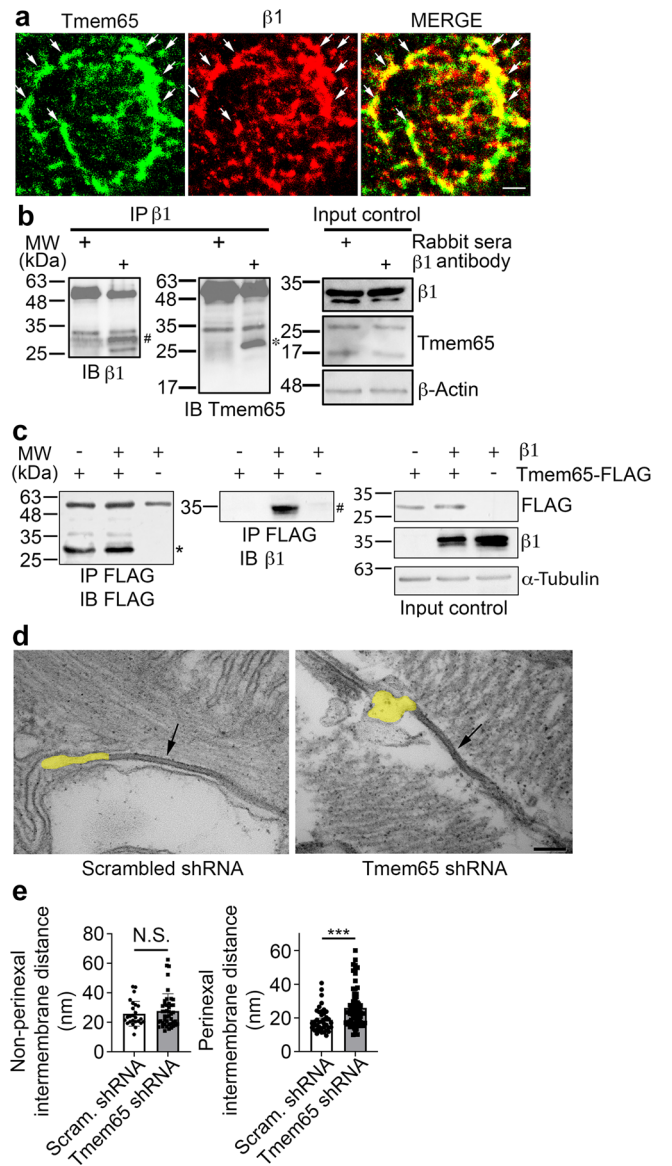 a
Tmem65 β1 MERGE
b
IP β1 Input control
MW + + + Rabbit sera
(kDa) + + + β1 antibody
63 63 35
48 48 β1
35 35 25
25 # 25 * 17 Tmem65
17 48 β-Actin
IB β1 IB Tmem65
c
MW - + + - + + - + + β1
(kDa) + + - + + - + + - Tmem65-FLAG
63 35 # 35 FLAG
48 25
35 35 β1
25 * 63 α-Tubulin
IP FLAG IP FLAG Input control
IB FLAG IB β1
d
Scrambled shRNA Tmem65 shRNA
e
Non-perinexal
intermembrane distance
(nm)
80
60
40
20
0
N.S.
Scram. shRNA
Tmem65 shRNA
Perinexal
intermembrane distance
(nm)
60
40
20
0
***
Scram. shRNA
Tmem65 shRNA